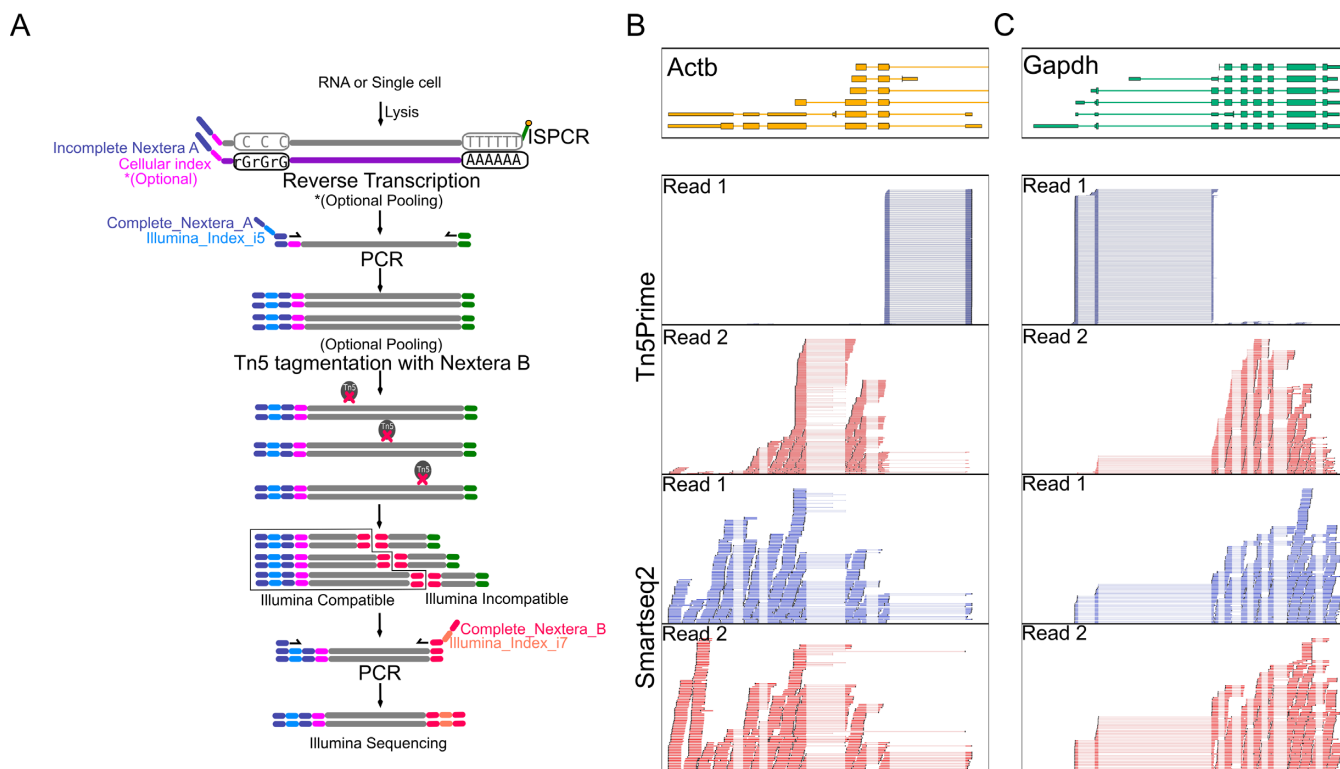 A
RNA or Single cell
Lysis
C C C
TTTTTT
ISPCR
Incomplete Nextera A
Cellular index
*(Optional)
rGrGrG
AAAAAA
Reverse Transcription
*(Optional Pooling)
Complete_Nextera_A
Illumina_Index_i5
PCR
(Optional Pooling)
Tn5 tagmentation with Nextera B
Tn5
Tn5
Tn5
Illumina Compatible
Illumina Incompatible
Complete_Nextera_B
Illumina_Index_i7
PCR
Illumina Sequencing
B
Actb
Tn5Prime
Read 1
Read 2
Smartseq2
Read 1
Read 2
C
Gapdh
Read 1
Read 2
Read 1
Read 2